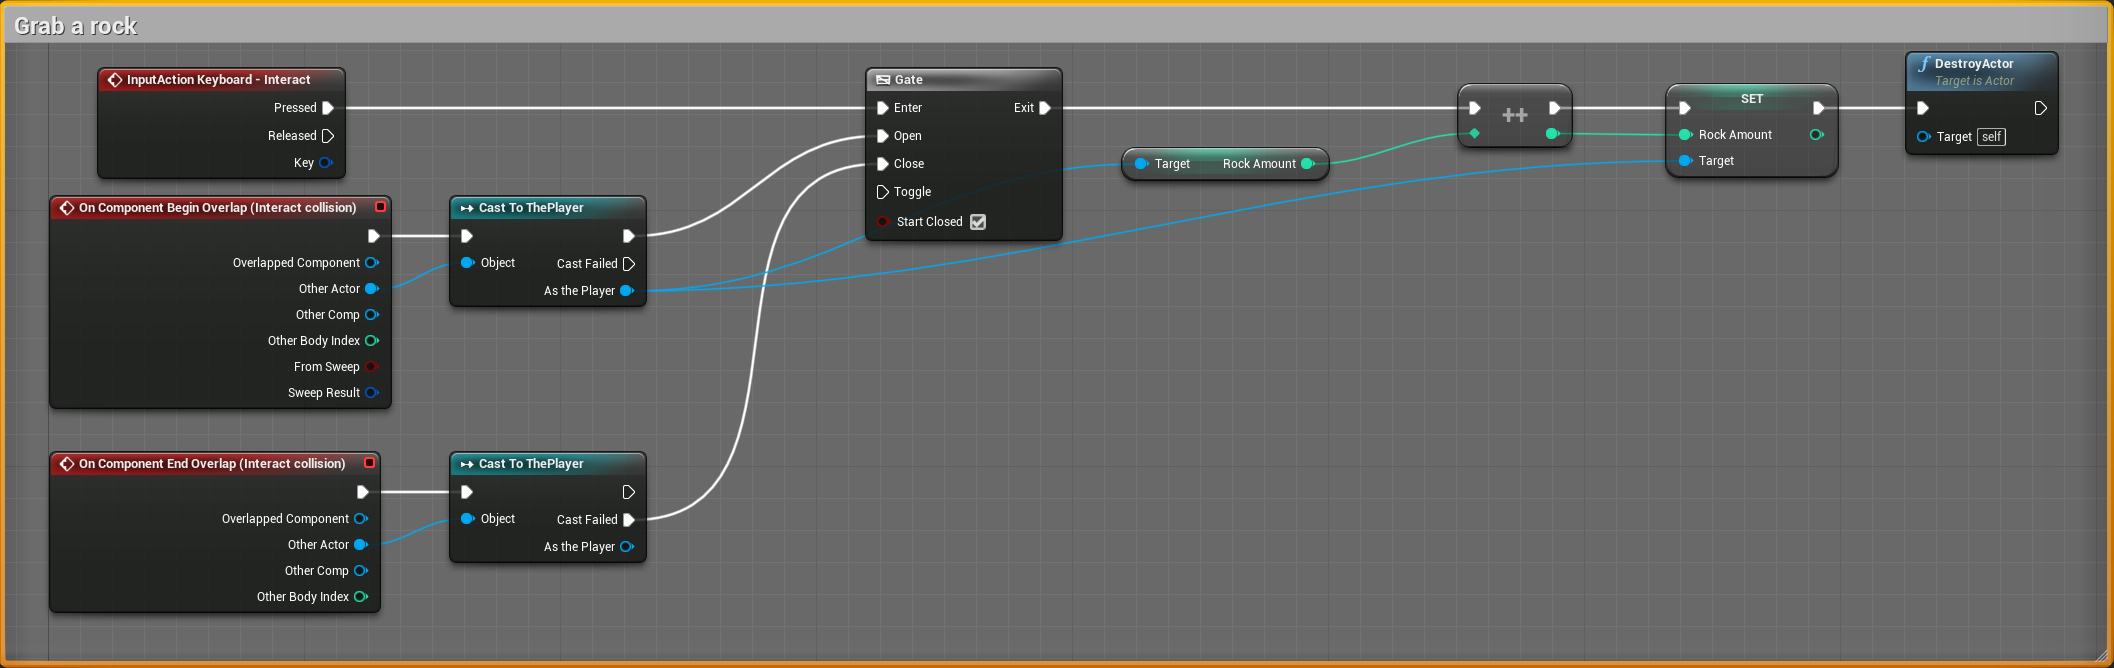 Grab a rock
InputAction Keyboard - Interact
Pressed
Released
Key
On Component Begin Overlap (Interact collision)
Overlapped Component
Other Actor
Other Comp
Other Body Index
From Sweep
Sweep Result
Cast To ThePlayer
Object
Cast Failed
As the Player
On Component End Overlap (Interact collision)
Overlapped Component
Other Actor
Other Comp
Other Body Index
Cast To ThePlayer
Object
Cast Failed
As the Player
Gate
Enter Exit
Open
Close
Toggle
Start Closed
Target Rock Amount
++
SET
Rock Amount
Target
f DestroyActor
Target is Actor
Target self